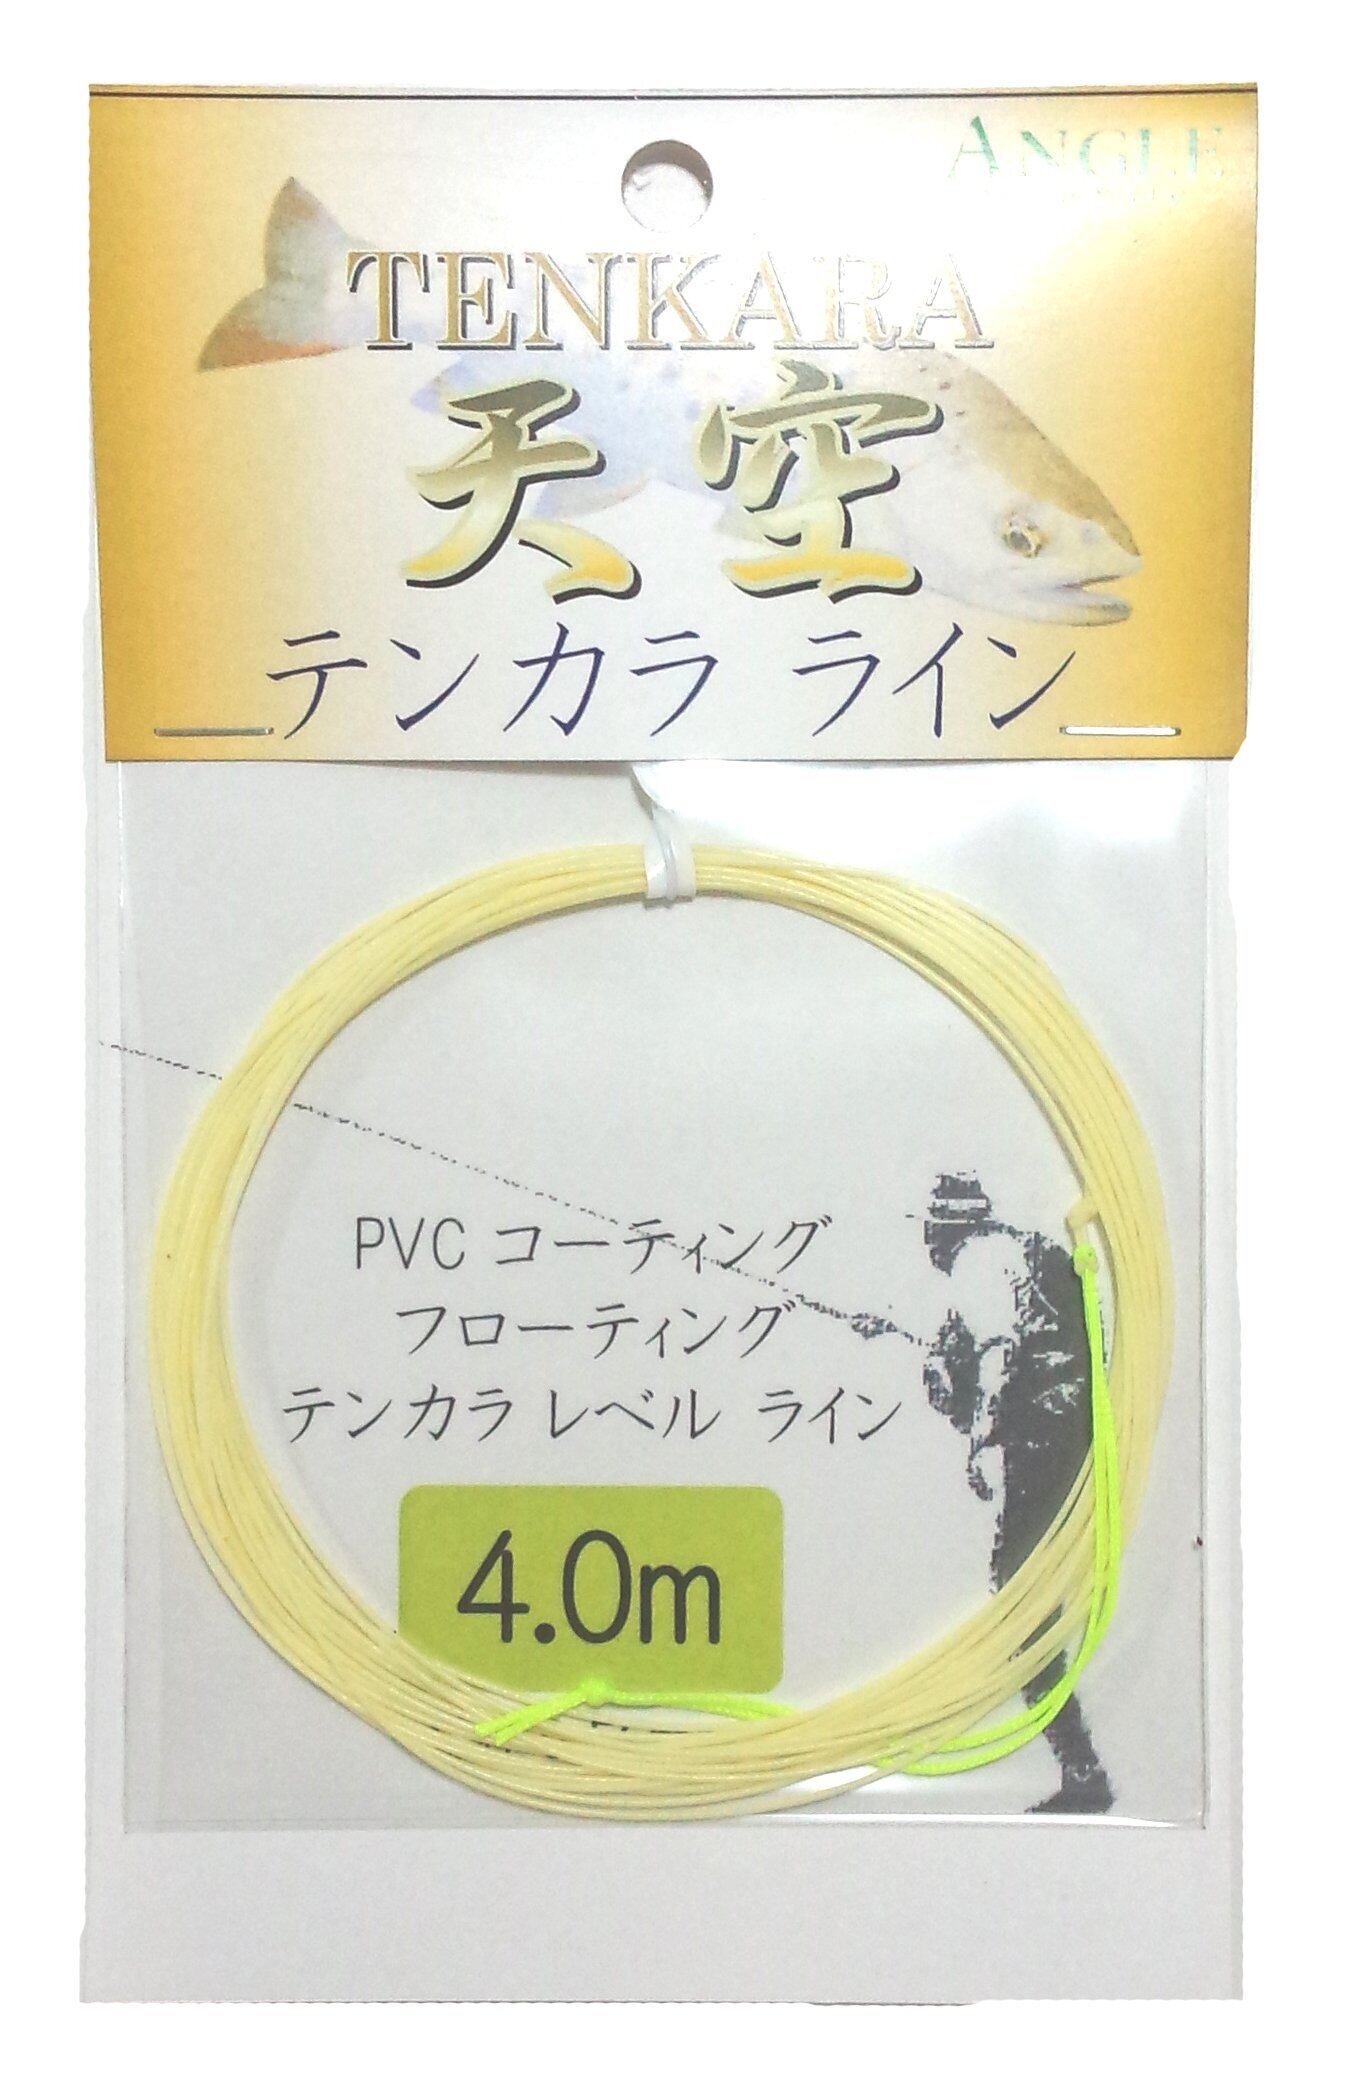 ANGLE
TENKARA
天空
テンカラ ライン
PVC コーティング
フローティング
テンカラ レベル ライン
4.0m